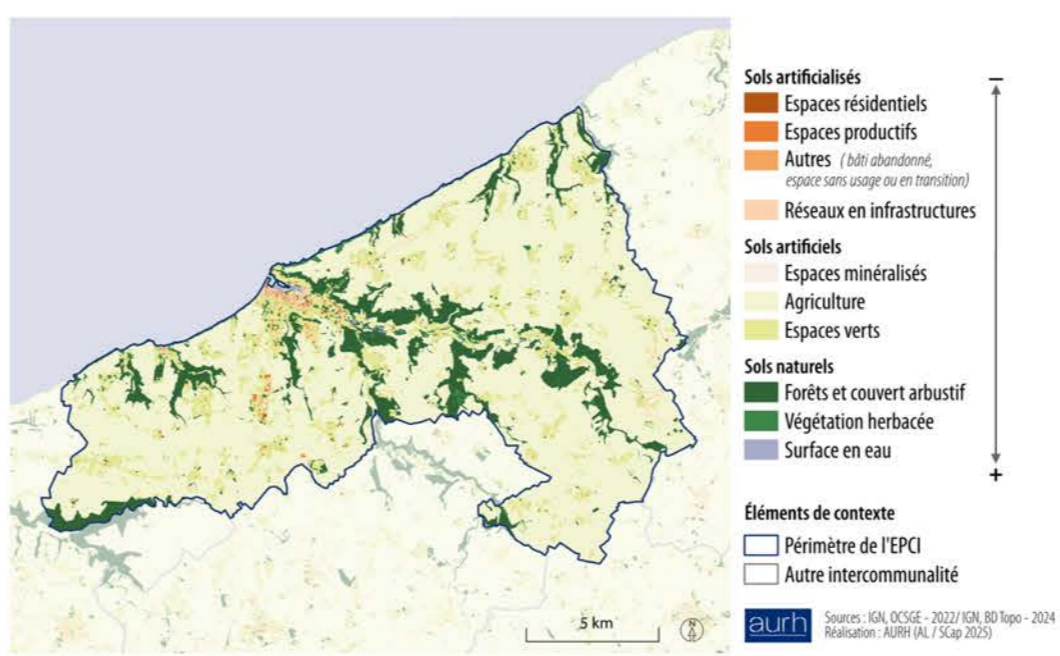 Sols artificialisés
–
Espaces résidentiels
Espaces productifs
Autres ( bâti abandonné,
espace sans usage ou en transition)
Réseaux en infrastructures
Sols artificiels
Espaces minéralisés
Agriculture
Espaces verts
Sols naturels
Forêts et couvert arbustif
Végétation herbacée
Surface en eau
+
Éléments de contexte
Périmètre de l'EPCI
Autre intercommunalité
5 km
N
aurh
Sources : IGN, OCSGE - 2022/ IGN, BD Topo - 2024
Réalisation : AURH (AL / SCap 2025)